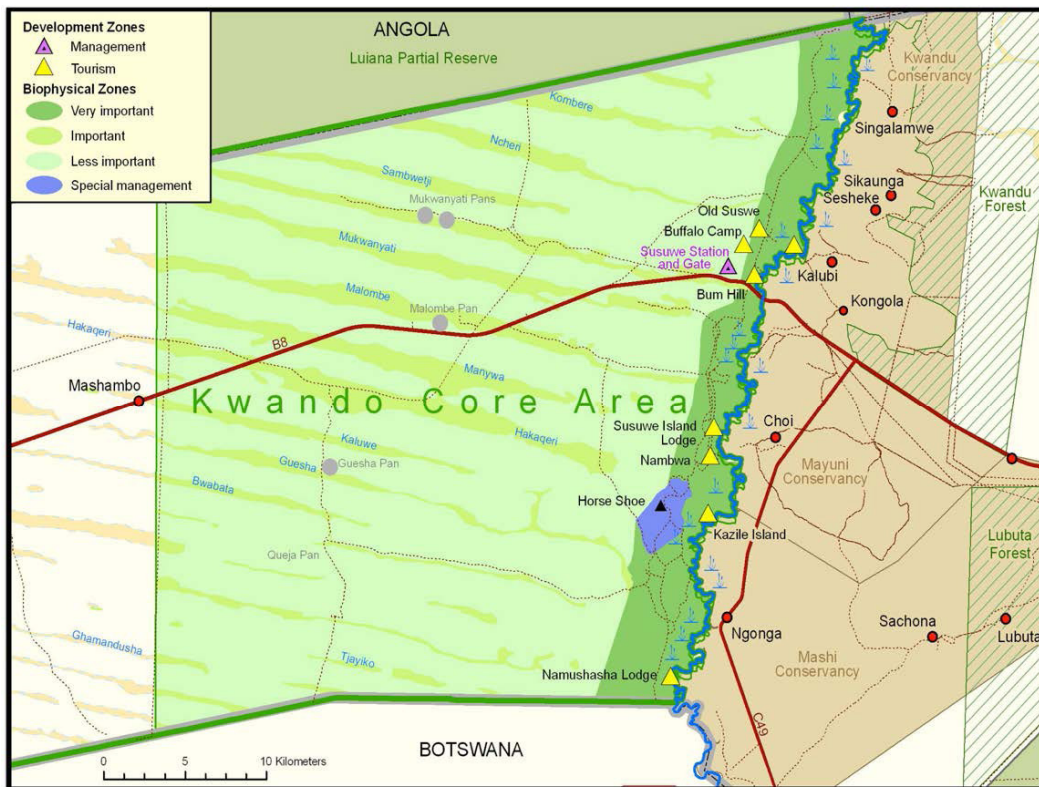 Development Zones
Management
Tourism
Biophysical Zones
Very important
Important
Less important
Special management
ANGOLA
Luiana Partial Reserve
Kwandu
Conservancy
Singalamwe
Kwandu
Forest
Sikaunga
Sesheke
Kombere
Ncheri
Sambwetji
Mukwanyati Pans
Mukwanyati
Old Suswe
Buffalo Camp
Susuwe Station
and Gate
Kalubi
Bum Hill
Kongola
Malombe
Malombe Pan
Hakaqeri
B8
Mashambo
Manywa
Kwando Core Area
Hakaqeri
Susuwe Island
Lodge
Choi
Kaluwe
Guesha
Guesha Pan
Nambwa
Mayuni
Conservancy
Bwabata
Horse Shoe
Kazile Island
Lubuta
Forest
Queja Pan
Ngonga
Sachona
Lubuta
Ghamandusha
Tjayiko
Mashi
Conservancy
Namushasha Lodge
C49
BOTSWANA
0 5 10 Kilometers